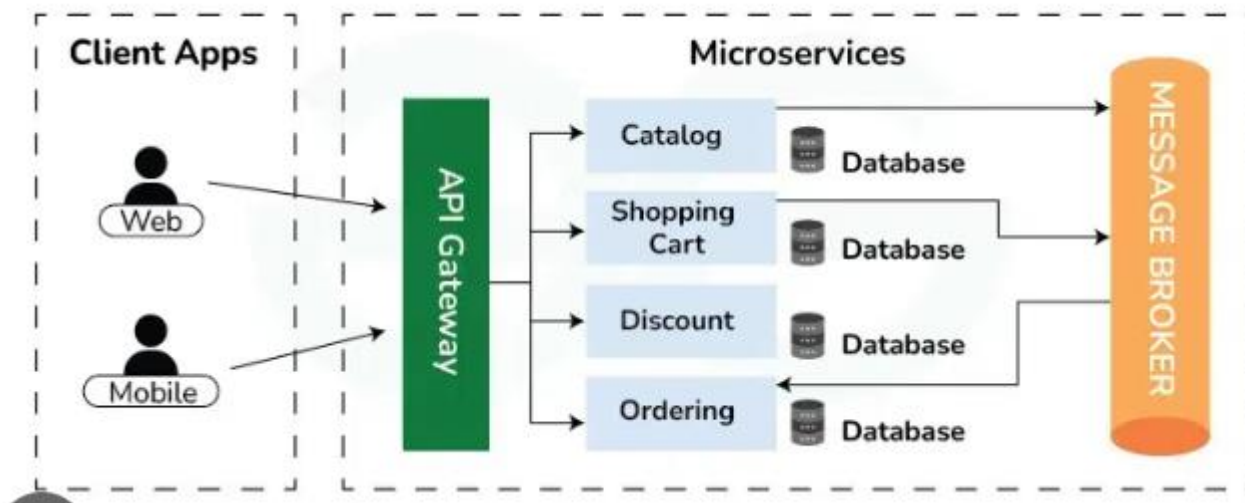 Client Apps
Web
Mobile
Microservices
API Gateway
Catalog
Database
Shopping
Cart
Database
Discount
Database
Ordering
Database
MESSAGE BROKER